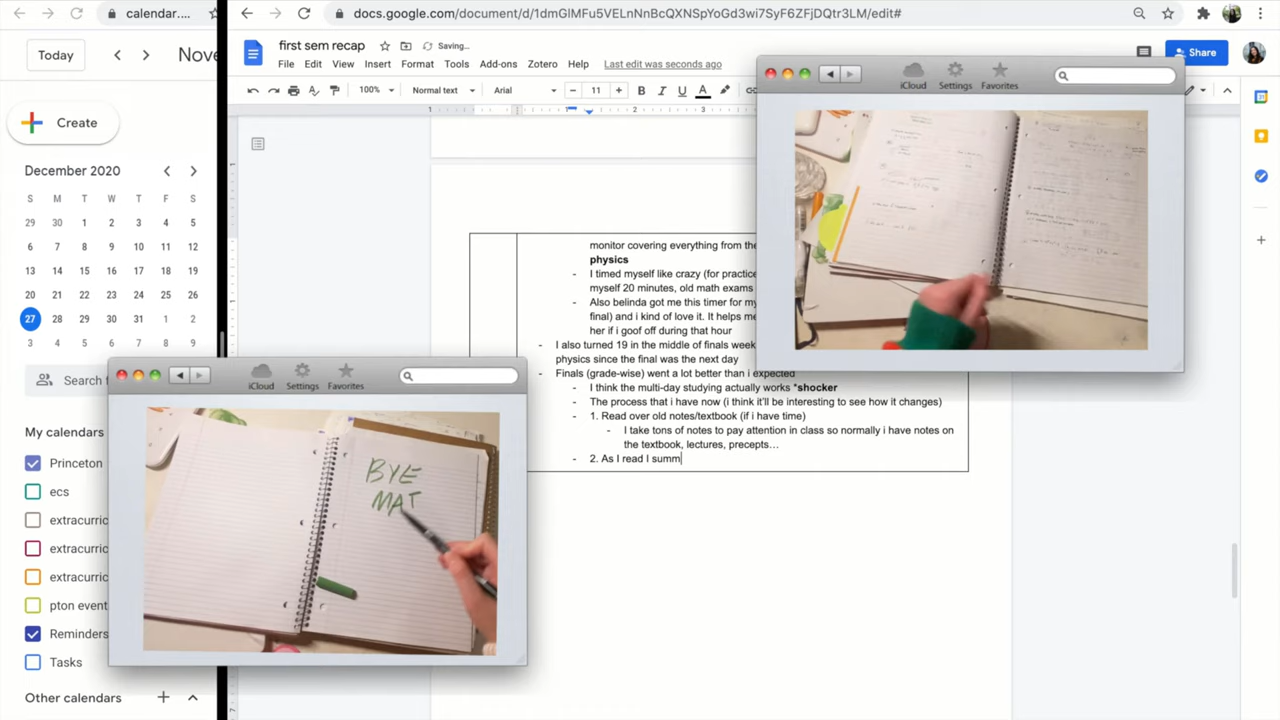 calendar....
docs.google.com/document/d/1dmGlMFu5VELnNnBcQXNSpYoGd3wi7SyF6ZFjDQtr3LM/edit#
Today
Nove
first sem recap
Saving...
File Edit View Insert Format Tools Add-ons Zotero Help Last edit was seconds ago
Share
100% Normal text Arial 11 B I U A
Create
December 2020
S M T W T F S
29 30 1 2 3 4 5
6 7 8 9 10 11 12
13 14 15 16 17 18 19
20 21 22 23 24 25 26
27 28 29 30 31 1 2
3 4 5 6 7 8 9
Search f
My calendars
Princeton
ecs
extracurric
extracurric
extracurric
pton event
Reminders
Tasks
Other calendars
iCloud Settings Favorites
monitor covering everything from the
physics
- I timed myself like crazy (for practice
myself 20 minutes, old math exams
- Also belinda got me this timer for my
final) and i kind of love it. It helps me
her if i goof off during that hour
- I also turned 19 in the middle of finals week
physics since the final was the next day
- Finals (grade-wise) went a lot better than i expected
- I think the multi-day studying actually works *shocker
- The process that i have now (i think it'll be interesting to see how it changes)
- 1. Read over old notes/textbook (if i have time)
- I take tons of notes to pay attention in class so normally i have notes on
the textbook, lectures, precepts...
- 2. As I read I summ
iCloud Settings Favorites
BYE
MAT